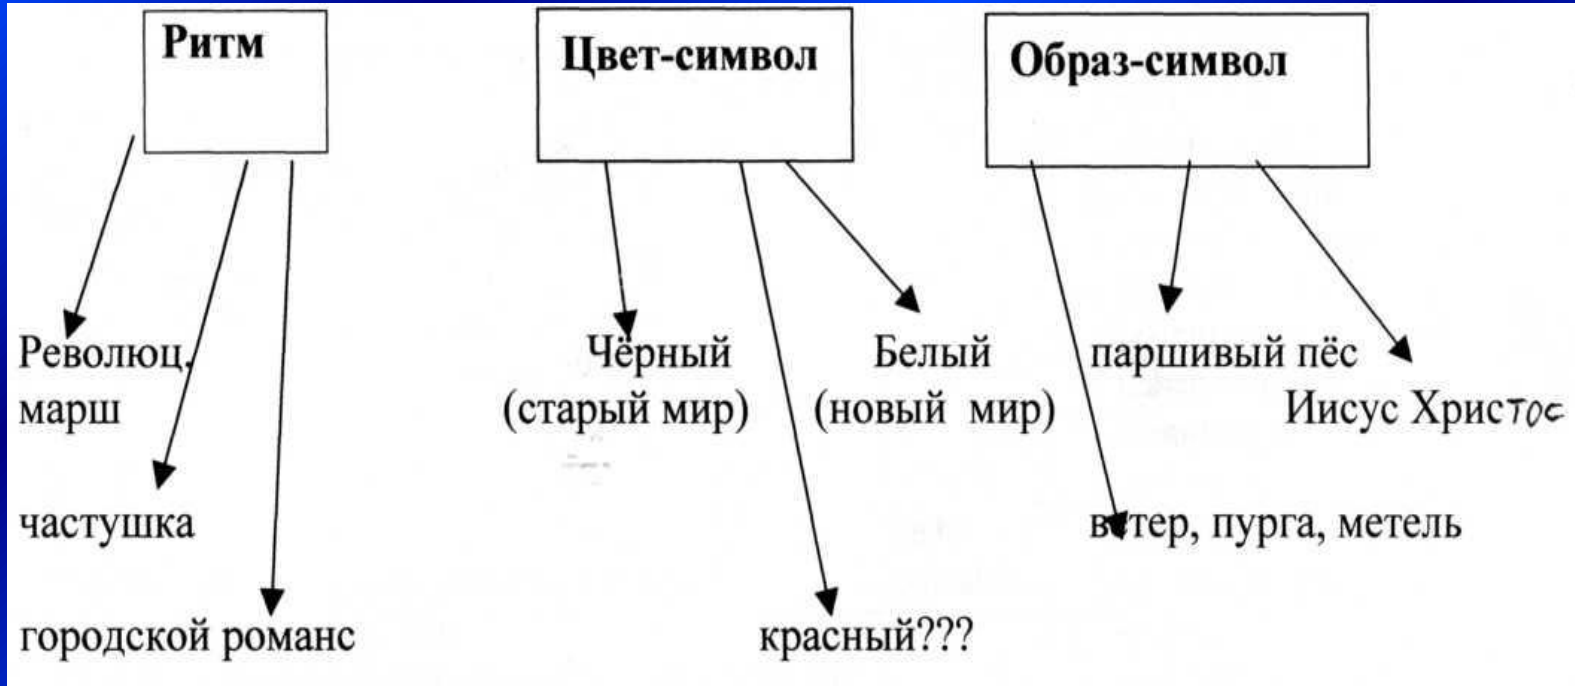 Ритм
Цвет-символ
Образ-символ
Революц.
марш
частушка
городской романс
Чёрный
(старый мир)
Белый
(новый мир)
красный???
паршивый пёс
Иисус Христос
ветер, пурга, метель